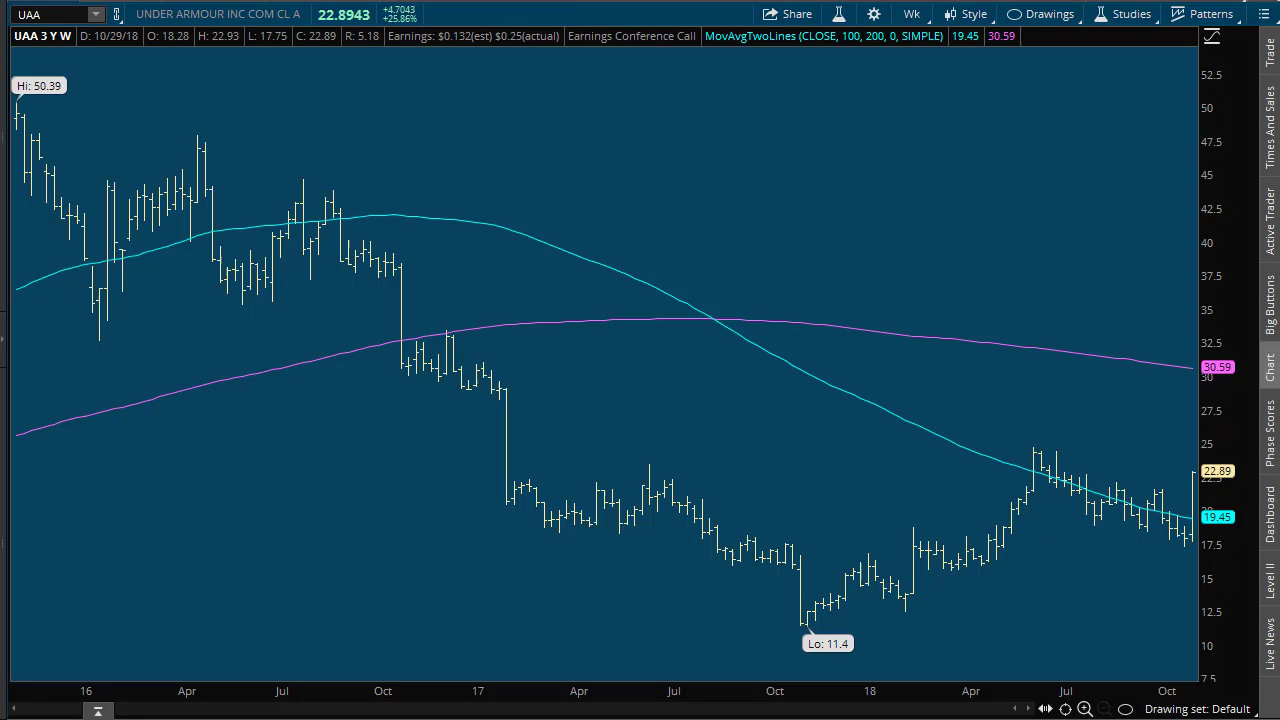 UAA UNDER ARMOUR INC COM CL A 22.8943 +4.7043 +25.86% Share Wk Style Drawings Studies Patterns
UAA 3 Y W D: 10/29/18 O: 18.28 H: 22.93 L: 17.75 C: 22.89 R: 5.18 Earnings: $0.132(est) $0.25(actual) Earnings Conference Call MovAvgTwoLines (CLOSE, 100, 200, 0, SIMPLE) 19.45 30.59
Hi: 50.39
52.5
50
47.5
45
42.5
40
37.5
35
32.5
30.59
30
27.5
25
22.89
22.5
20
19.45
17.5
15
12.5
Lo: 11.4
10
7.5
16 Apr Jul Oct 17 Apr Jul Oct 18 Apr Jul Oct
Drawing set: Default
Trade
Times And Sales
Active Trader
Big Buttons
Chart
Phase Scores
Dashboard
Level II
Live News